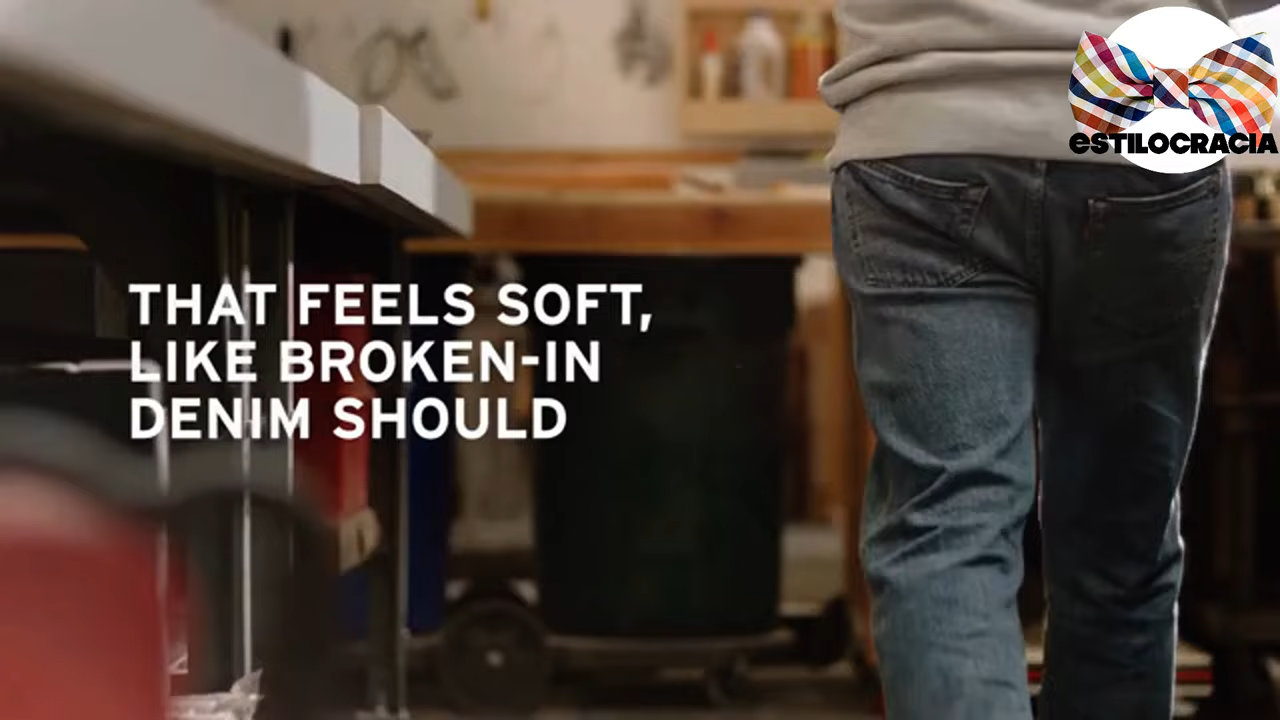 eSTILOCRACIA
THAT FEELS SOFT,
LIKE BROKEN-IN
DENIM SHOULD